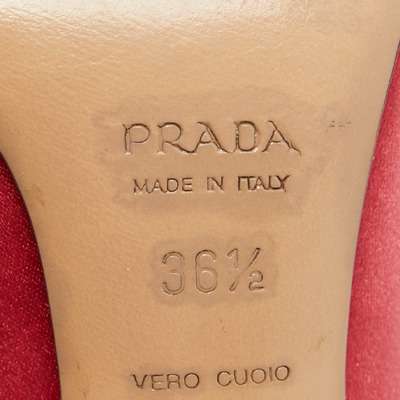 PRADA
MADE IN ITALY
36½
VERO CUOIO